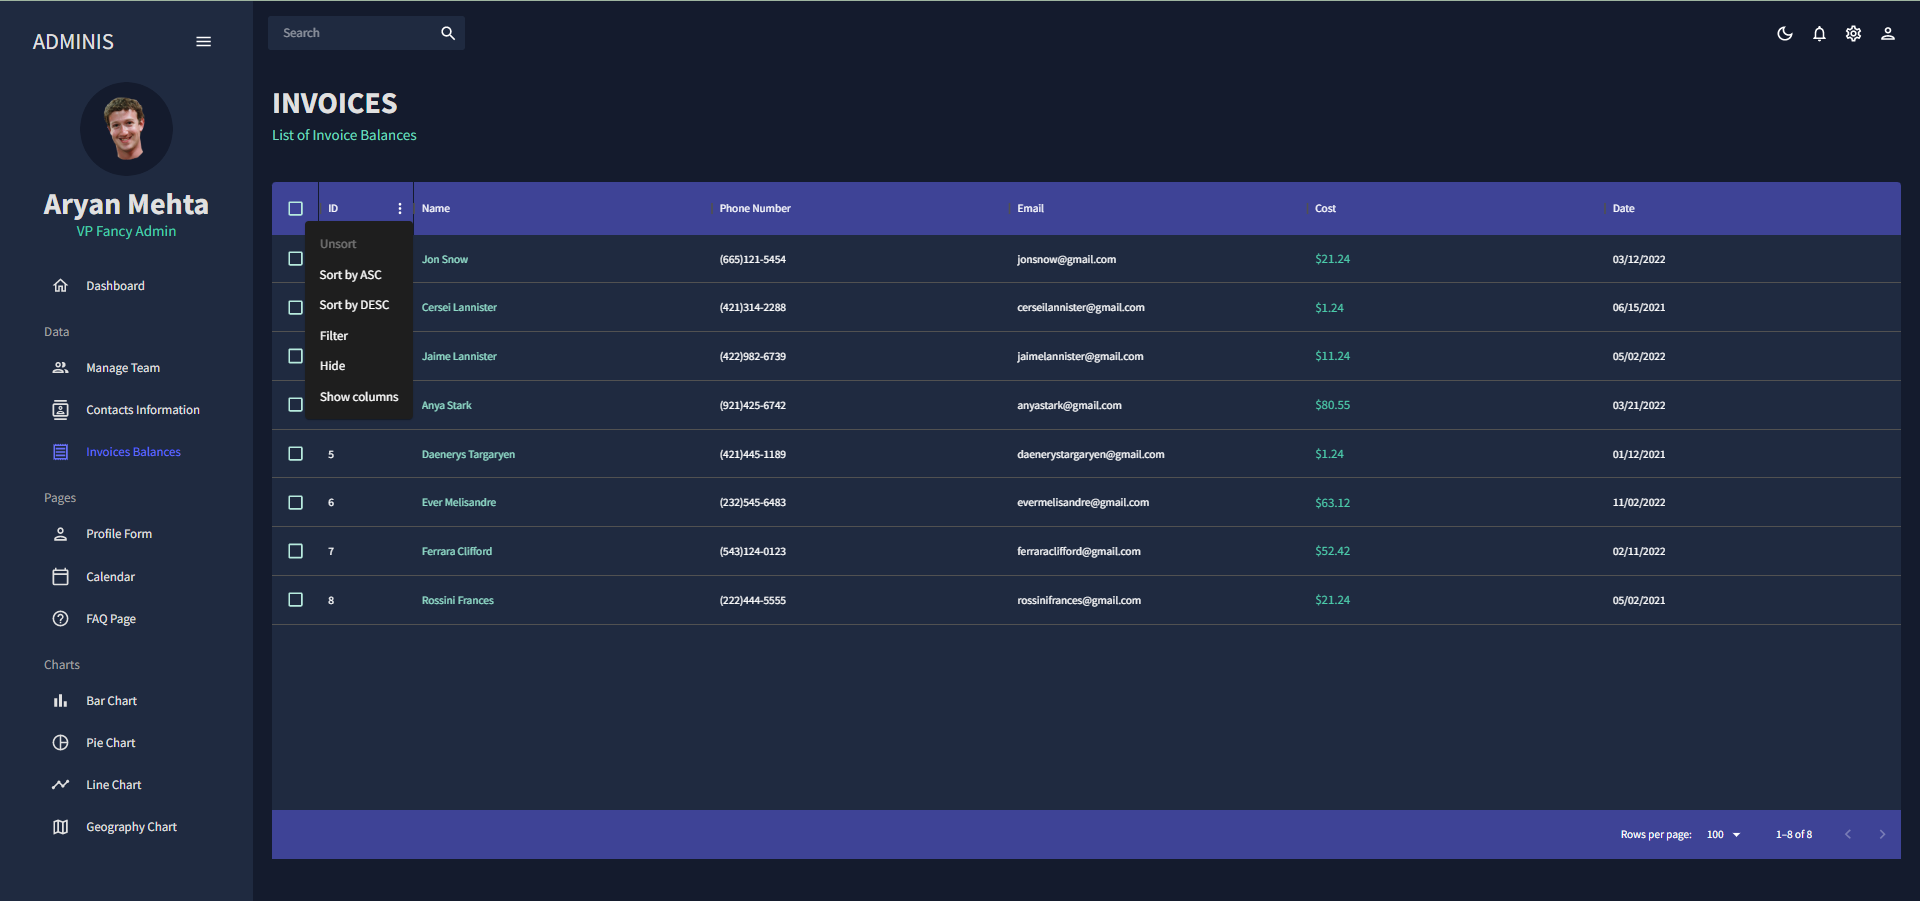 ADMINIS
Search
Aryan Mehta
VP Fancy Admin
Dashboard
Data
Manage Team
Contacts Information
Invoices Balances
Pages
Profile Form
Calendar
FAQ Page
Charts
Bar Chart
Pie Chart
Line Chart
Geography Chart
INVOICES
List of Invoice Balances
ID Name Phone Number Email Cost Date
Unsort
Sort by ASC
Sort by DESC
Filter
Hide
Show columns
Jon Snow (665)121-5454 jonsnow@gmail.com $21.24 03/12/2022
Cersei Lannister (421)314-2288 cerseilannister@gmail.com $1.24 06/15/2021
Jaime Lannister (422)982-6739 jaimelannister@gmail.com $11.24 05/02/2022
Anya Stark (921)425-6742 anyastark@gmail.com $80.55 03/21/2022
5 Daenerys Targaryen (421)445-1189 daenerystargaryen@gmail.com $1.24 01/12/2021
6 Ever Melisandre (232)545-6483 evermelisandre@gmail.com $63.12 11/02/2022
7 Ferrara Clifford (543)124-0123 ferraraclifford@gmail.com $52.42 02/11/2022
8 Rossini Frances (222)444-5555 rossinifrances@gmail.com $21.24 05/02/2021
Rows per page: 100 1–8 of 8